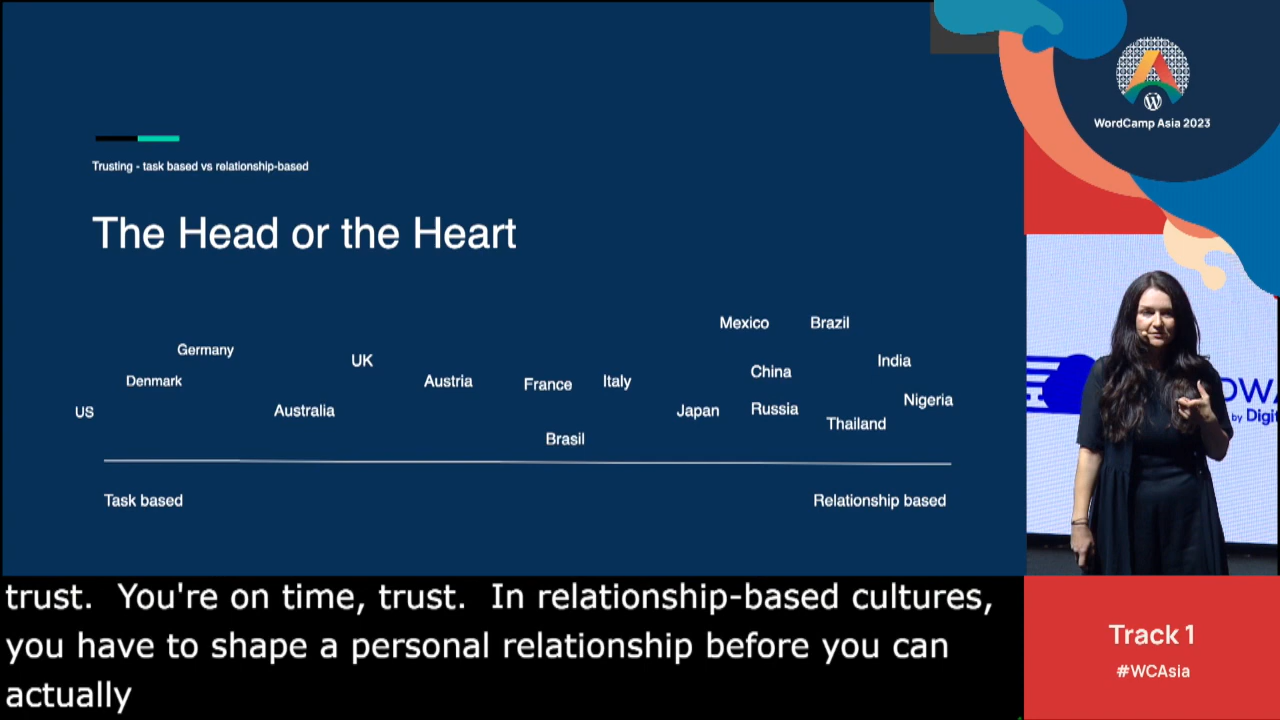 WordCamp Asia 2023
Trusting - task based vs relationship-based
The Head or the Heart
Mexico Brazil
Germany
UK
India
China
Denmark
Austria
France
Italy
Nigeria
US
Australia
Japan
Russia
Thailand
Brasil
Task based
Relationship based
by Digit
trust. You're on time, trust. In relationship-based cultures,
you have to shape a personal relationship before you can
actually
Track 1
#WCAsia